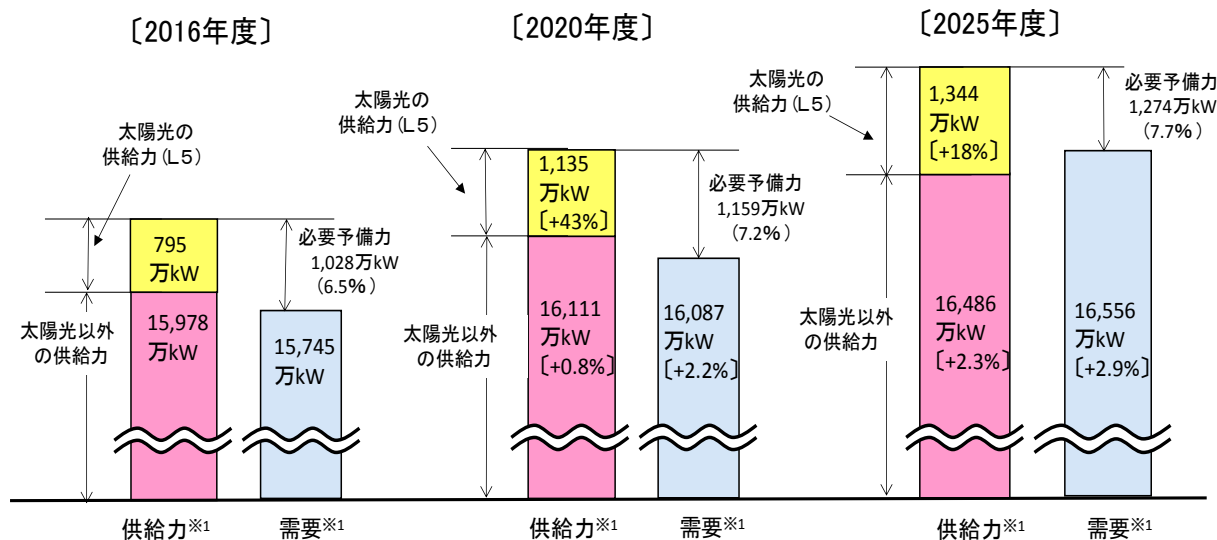 〔2016年度〕
太陽光の
供給力(L5)
795
万kW
必要予備力
1,028万kW
(6.5%)
太陽光以外
の供給力
15,978
万kW
15,745
万kW
供給力※1
需要※1
〔2020年度〕
太陽光の
供給力(L5)
1,135
万kW
〔+43%〕
必要予備力
1,159万kW
(7.2%)
太陽光以外
の供給力
16,111
万kW
〔+0.8%〕
16,087
万kW
〔+2.2%〕
供給力※1
需要※1
〔2025年度〕
太陽光の
供給力(L5)
1,344
万kW
〔+18%〕
必要予備力
1,274万kW
(7.7%)
太陽光以外
の供給力
16,486
万kW
〔+2.3%〕
16,556
万kW
〔+2.9%〕
供給力※1
需要※1